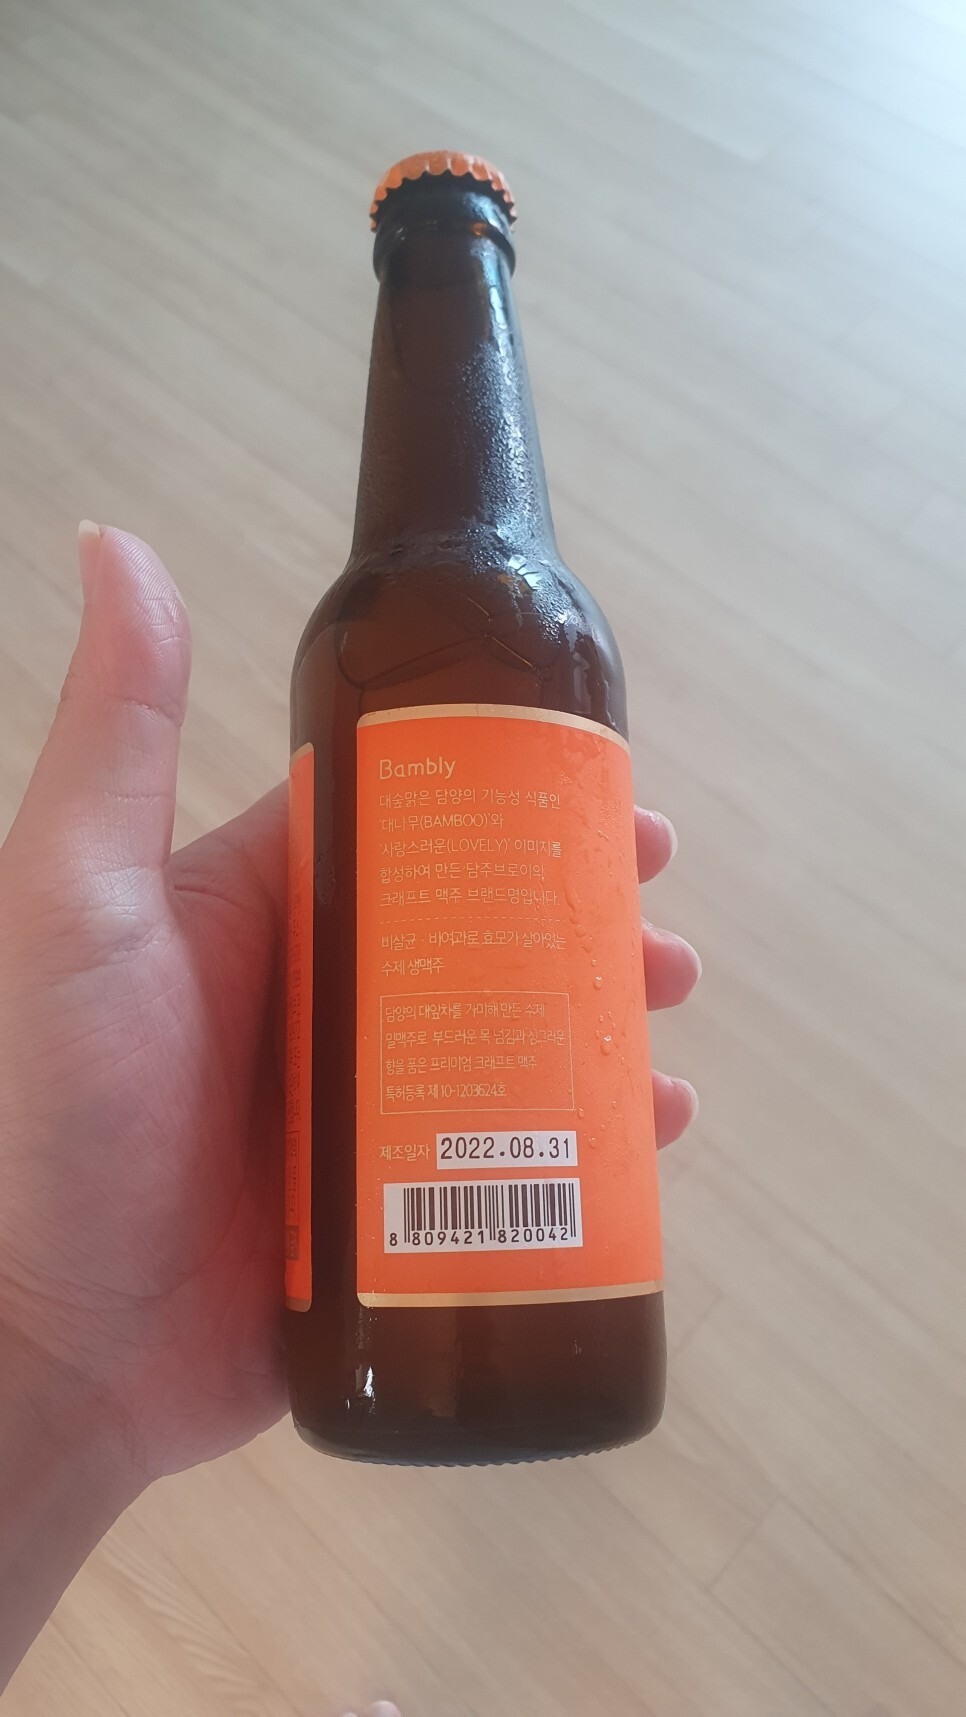 Bambly
대숲맑은 담양의 기능성 식품인
'대나무(BAMBOO)'와
'사랑스러운(LOVELY)' 이미지를
합성하여 만든 담주브로이의
크래프트 맥주 브랜드명입니다.
비살균 · 비여과로 효모가 살아있는
수제 생맥주
담양의 대잎차를 가미해 만든 수제
밀맥주로 부드러운 목 넘김과 싱그러운
향을 품은 프리미엄 크래프트 맥주
특허등록 제10-1203624호
제조일자 2022.08.31
8 809421 820042